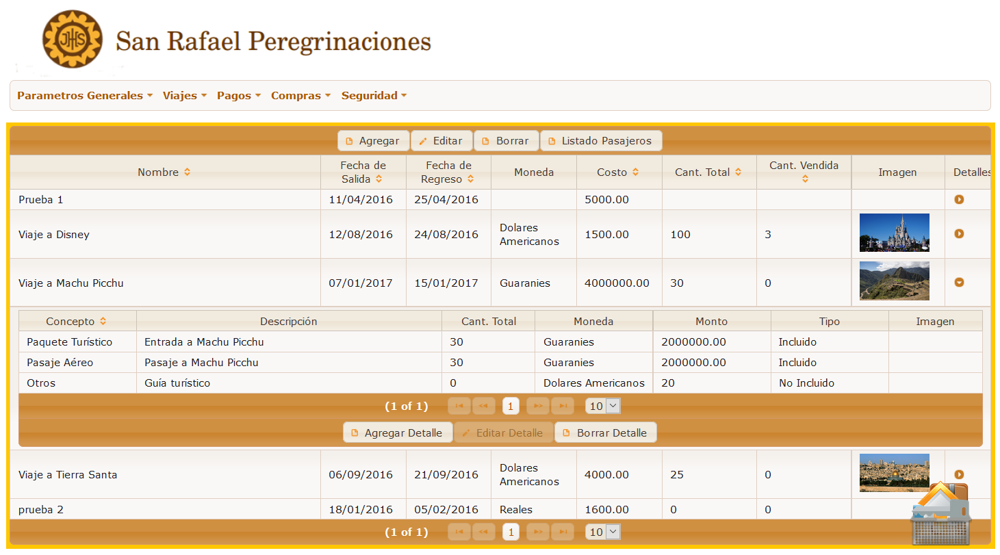 JHS
San Rafael Peregrinaciones
Parametros Generales Viajes Pagos Compras Seguridad
Agregar Editar Borrar Listado Pasajeros
Nombre Fecha de Salida Fecha de Regreso Moneda Costo Cant. Total Cant. Vendida Imagen Detalles
Prueba 1 11/04/2016 25/04/2016 5000.00
Viaje a Disney 12/08/2016 24/08/2016 Dolares Americanos 1500.00 100 3
Viaje a Machu Picchu 07/01/2017 15/01/2017 Guaranies 4000000.00 30 0
Concepto Descripción Cant. Total Moneda Monto Tipo Imagen
Paquete Turístico Entrada a Machu Picchu 30 Guaranies 2000000.00 Incluido
Pasaje Aéreo Pasaje a Machu Picchu 30 Guaranies 2000000.00 Incluido
Otros Guía turístico 0 Dolares Americanos 20 No Incluido
(1 of 1) 1 10
Agregar Detalle Editar Detalle Borrar Detalle
Viaje a Tierra Santa 06/09/2016 21/09/2016 Dolares Americanos 4000.00 25 0
prueba 2 18/01/2016 05/02/2016 Reales 1600.00 0 0
(1 of 1) 1 10